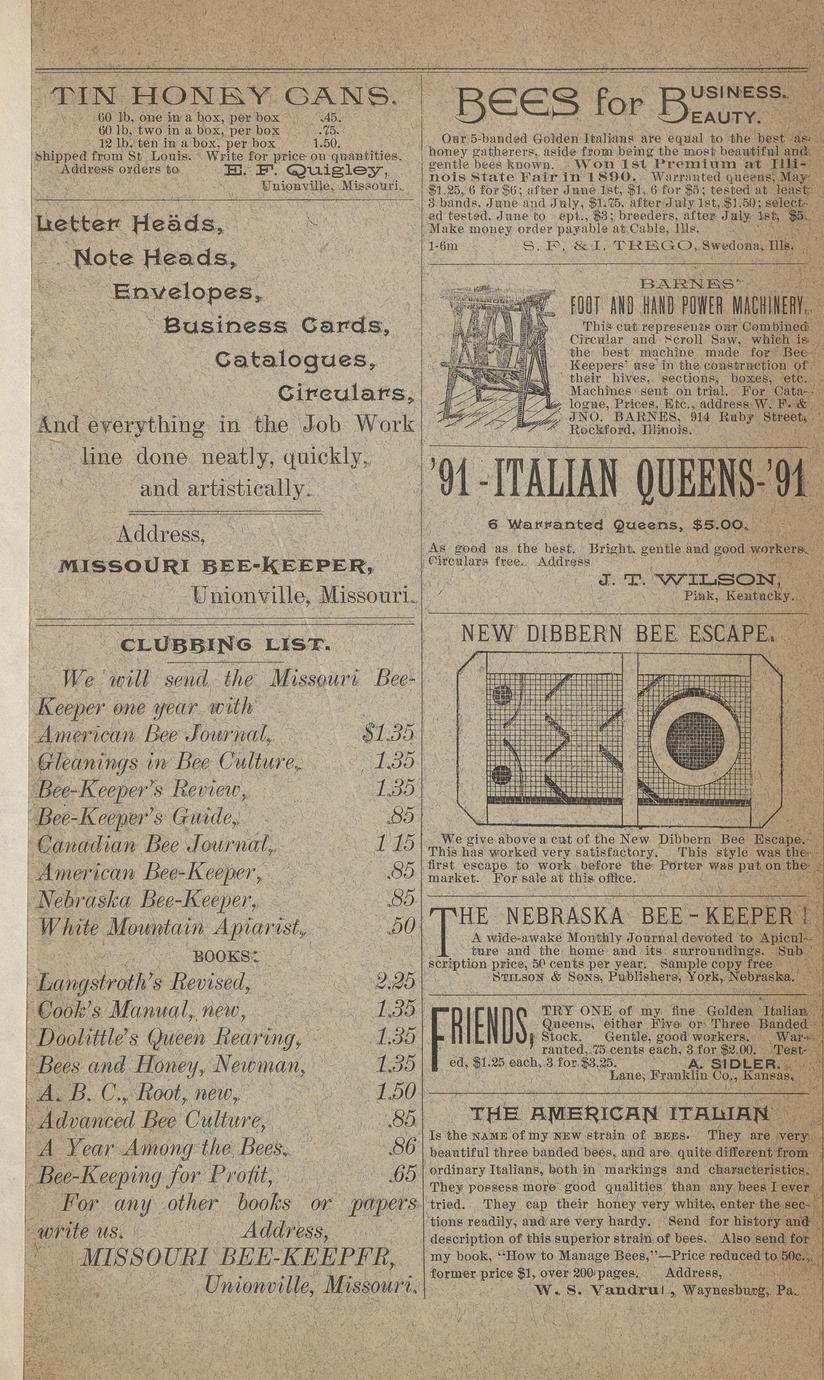 TIN HONEY CANS.
60 lb. one in a box, per box .45.
60 lb. two in a box, per box .75.
12 lb. ten in a box, per box 1.50.
Shipped from St Louis. Write for price on quantities.
Address orders to E. F. Quigley,
Unionville, Missouri.
Letter Heads,
Note Heads,
Envelopes,
Business Cards,
Catalogues,
Circulars,
And everything in the Job Work
line done neatly, quickly,
and artistically.
Address,
MISSOURI BEE-KEEPER,
Unionville, Missouri.
CLUBBING LIST.
We will send the Missouri Bee-
Keeper one year with
American Bee Journal, $1.35
Gleanings in Bee Culture, 1.35
Bee-Keeper's Review, 1.35
Bee-Keeper's Guide, .85
Canadian Bee Journal, 1 15
American Bee-Keeper, .85
Nebraska Bee-Keeper, .85
White Mountain Apiarist, .50
BOOKS:
Langstroth's Revised, 2.25
Cook's Manual, new, 1.35
Doolittle's Queen Rearing, 1.35
Bees and Honey, Newman, 1.35
A. B. C., Root, new, 1.50
Advanced Bee Culture, .85
A Year Among the Bees, .86
Bee-Keeping for Profit, .65
For any other books or papers
write us. Address,
MISSOURI BEE-KEEPFR,
Unionville, Missouri.
BEES for BUSINESS.
BEAUTY.
Our 5-banded Golden Italians are equal to the best as
honey gatherers, aside from being the most beautiful and
gentle bees known. Won 1st Premium at Illi-
nois State Fair in 1890. Warranted queens, May
$1.25, 6 for $6; after June 1st, $1, 6 for $5; tested at least
3 bands. June and July, $1.75, after July 1st, $1.50; select-
ed tested. June to ept., $3; breeders, after July 1st, $5.
Make money order payable at Cable, Ills.
1-6m S. F. & I. TREGO, Swedona, Ills.
BARNES'
FOOT AND HAND POWER MACHINERY.
This cut represents our Combined
Circular and Scroll Saw, which is
the best machine made for Bee
Keepers' use in the construction of
their hives, sections, boxes, etc.
Machines sent on trial. For Cata-
logue, Prices, Etc., address W. F. &
JNO. BARNES, 914 Ruby Street,
Rockford, Illinois.
'91-ITALIAN QUEENS-'91
6 Warranted Queens, $5.00.
As good as the best. Bright, gentle and good workers.
Circulars free. Address
J. T. WILSON,
Pink, Kentucky.
NEW DIBBERN BEE ESCAPE.
We give above a cut of the New Dibbern Bee Escape.
This has worked very satisfactory. This style was the
first escape to work before the Porter was put on the
market. For sale at this office.
THE NEBRASKA BEE-KEEPER!
A wide-awake Monthly Journal devoted to Apicul-
ture and the home and its surroundings. Sub
scription price, 50 cents per year. Sample copy free
STILSON & SONS, Publishers, York, Nebraska.
FRIENDS, TRY ONE of my fine Golden Italian
Queens, either Five or Three Banded
Stock. Gentle, good workers. War-
ranted, 75 cents each, 3 for $2.00. Test-
ed, $1.25 each, 3 for $3.25. A. SIDLER.
Lane, Franklin Co., Kansas,
THE AMERICAN ITALIAN
Is the NAME of my NEW strain of BEES. They are very
beautiful three banded bees, and are quite different from
ordinary Italians, both in markings and characteristics.
They possess more good qualities than any bees I ever
tried. They cap their honey very white, enter the sec-
tions readily, and are very hardy. Send for history and
description of this superior strain of bees. Also send for
my book, "How to Manage Bees,"—Price reduced to 50c.,
former price $1, over 200 pages. Address,
W. S. Vandru , Waynesburg, Pa.